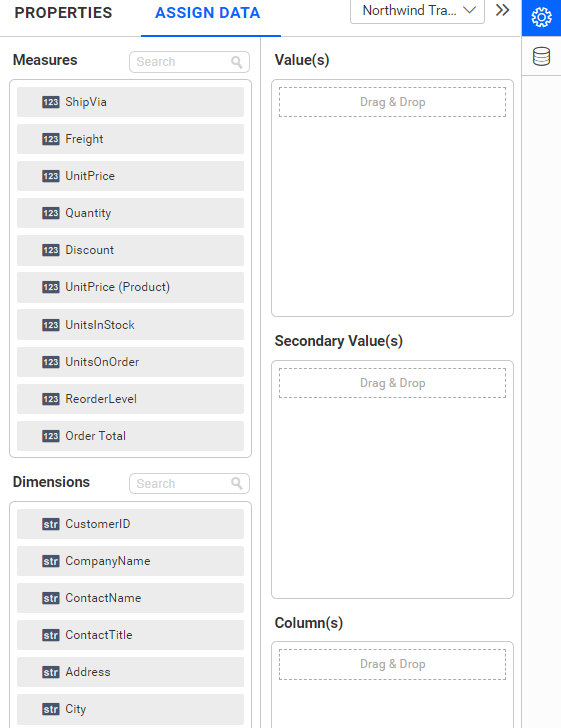 PROPERTIES
ASSIGN DATA
Northwind Tra...
Measures
Search
123 ShipVia
123 Freight
123 UnitPrice
123 Quantity
123 Discount
123 UnitPrice (Product)
123 UnitsInStock
123 UnitsOnOrder
123 ReorderLevel
123 Order Total
Dimensions
Search
str CustomerID
str CompanyName
str ContactName
str ContactTitle
str Address
str City
Value(s)
Drag & Drop
Secondary Value(s)
Drag & Drop
Column(s)
Drag & Drop